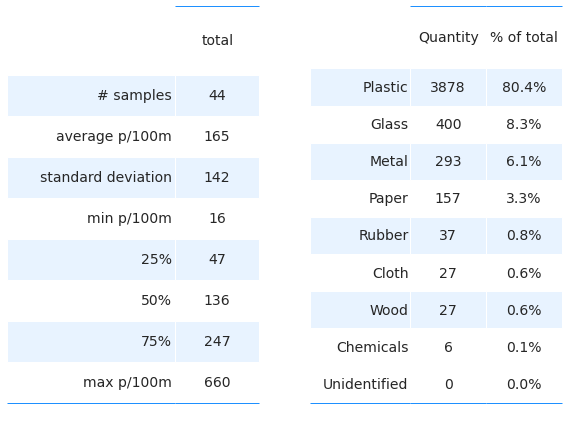 total
# samples 44
average p/100m 165
standard deviation 142
min p/100m 16
25% 47
50% 136
75% 247
max p/100m 660
Quantity % of total
Plastic 3878 80.4%
Glass 400 8.3%
Metal 293 6.1%
Paper 157 3.3%
Rubber 37 0.8%
Cloth 27 0.6%
Wood 27 0.6%
Chemicals 6 0.1%
Unidentified 0 0.0%